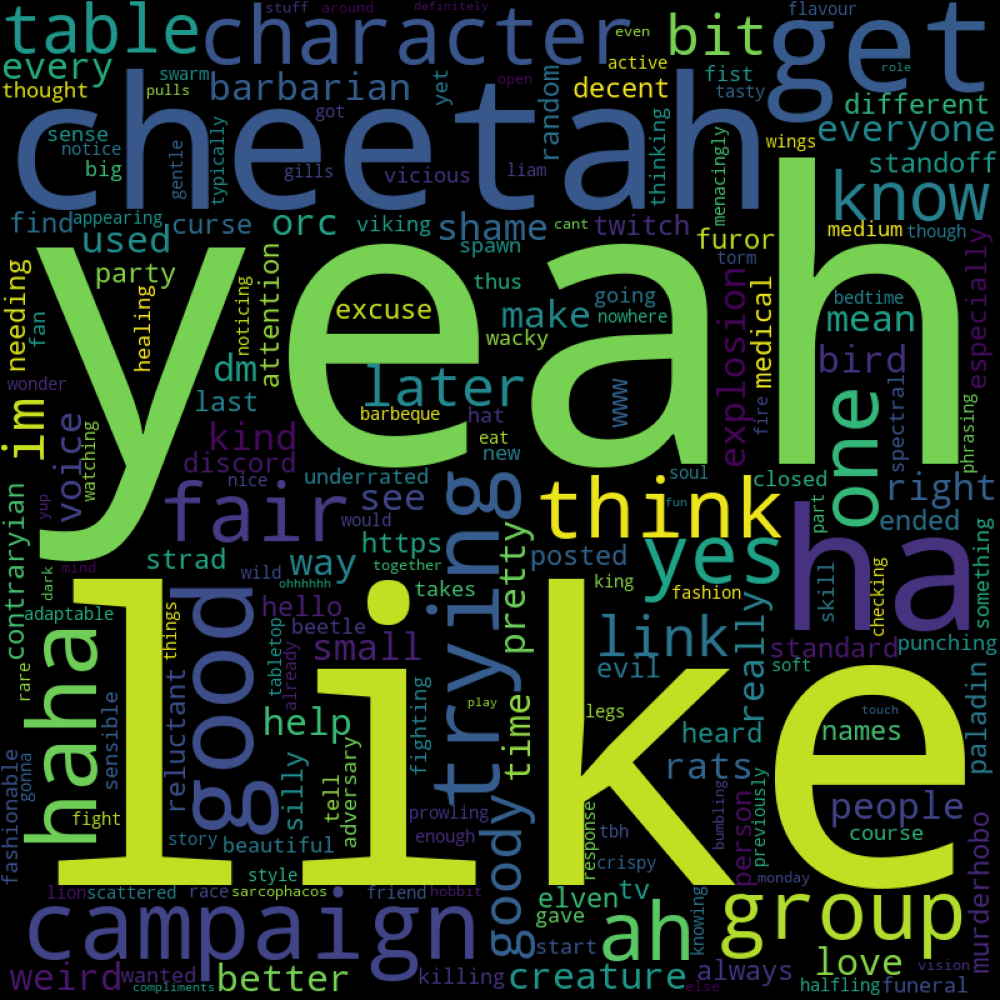 stuff around definitely flavour
table character even bit get
every swarm active role
thought pulls barbarian yet decent fist open tasty different
cheetah
sense got random wings everyone
notice typically thinking menacingly standoff
big gentle gills vicious liam know
find appearing curse orc viking shame cant twitch furor medium though
used spawn torm especially
party attention thus going bedtime
needing healing noticing excuse make nowhere explosion medical mean
fan yeah wacky
wonder dm later bird
im last barbeque hat www fire one spectral phrasing
voice watching kind eat
discord new
nice underrated soul closed right
contraryian yup fair see think fun part ended
would
strad way https trying pretty posted yes ha something
dark mind wild ohhhhhh together king skill checking
adaptable things hello takes fashion
haha good beetle link really standard punching
rare reluctant tabletop already small evil soft paladin
sensible play legs touch
help time heard names
fashionable gonna silly fighting like rats
fight tell adversary prowling response tbh bumbling person previously people
story beautiful enough goody course
style crispy monday murderhobo
lion scattered race sarcophacos friend hobbit elven tv knowing group
campaign gave ah love
start
weird wanted better killing creature always halfling funeral vision
compliments else